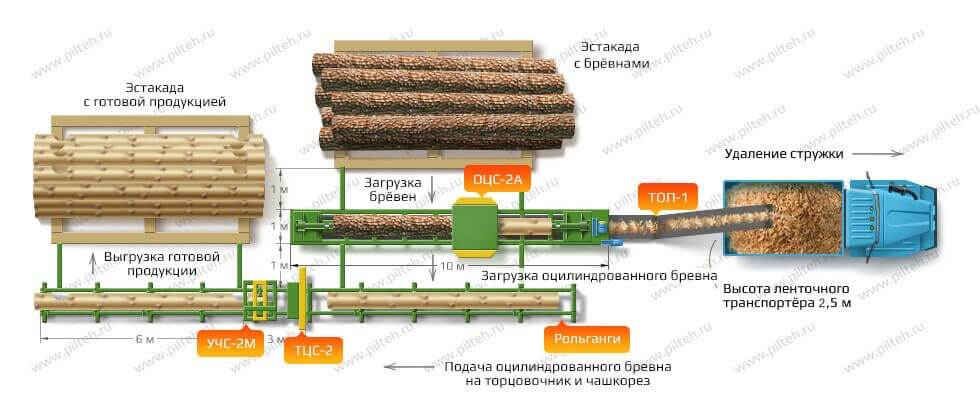 Эстакада
с готовой продукцией
Эстакада
с брёвнами
Удаление стружки
ОЦС-2А
Загрузка
брёвен
ТОЛ-1
1 м
1 м
1 м
Выгрузка готовой
продукции
10 м
Загрузка оцилиндрованного бревна
Высота ленточного
транспортёра 2,5 м
6 м
УЧС-2М
3 м
ТЦС-2
Рольганги
Подача оцилиндрованного бревна
на торцовочник и чашкорез
www.pilteh.ru